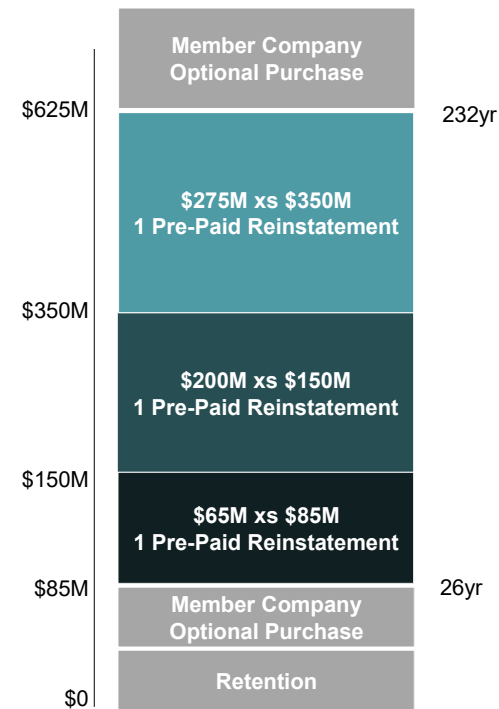 Member Company
Optional Purchase
$625M
232yr
$275M xs $350M
1 Pre-Paid Reinstatement
$350M
$200M xs $150M
1 Pre-Paid Reinstatement
$150M
$65M xs $85M
1 Pre-Paid Reinstatement
$85M
26yr
Member Company
Optional Purchase
Retention
$0